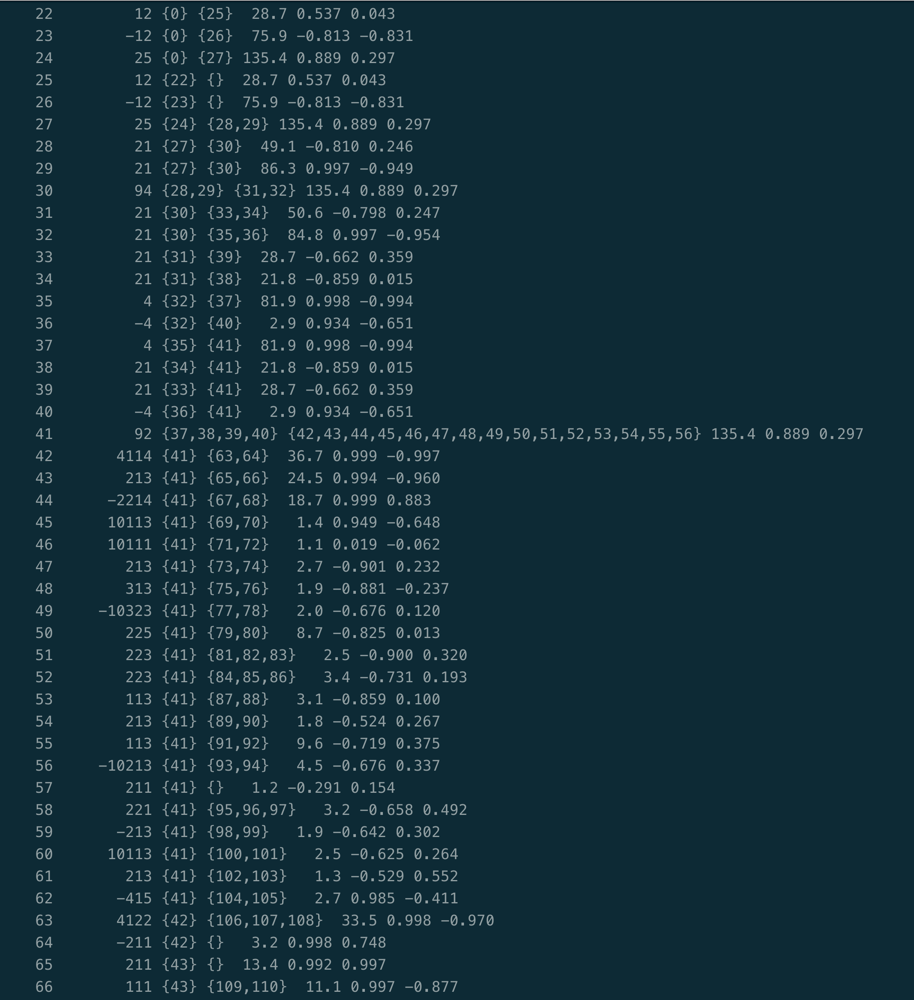 22 12 {0} {25} 28.7 0.537 0.043
23 −12 {0} {26} 75.9 −0.813 −0.831
24 25 {0} {27} 135.4 0.889 0.297
25 12 {22} {} 28.7 0.537 0.043
26 −12 {23} {} 75.9 −0.813 −0.831
27 25 {24} {28,29} 135.4 0.889 0.297
28 21 {27} {30} 49.1 −0.810 0.246
29 21 {27} {30} 86.3 0.997 −0.949
30 94 {28,29} {31,32} 135.4 0.889 0.297
31 21 {30} {33,34} 50.6 −0.798 0.247
32 21 {30} {35,36} 84.8 0.997 −0.954
33 21 {31} {39} 28.7 −0.662 0.359
34 21 {31} {38} 21.8 −0.859 0.015
35 4 {32} {37} 81.9 0.998 −0.994
36 −4 {32} {40} 2.9 0.934 −0.651
37 4 {35} {41} 81.9 0.998 −0.994
38 21 {34} {41} 21.8 −0.859 0.015
39 21 {33} {41} 28.7 −0.662 0.359
40 −4 {36} {41} 2.9 0.934 −0.651
41 92 {37,38,39,40} {42,43,44,45,46,47,48,49,50,51,52,53,54,55,56} 135.4 0.889 0.297
42 4114 {41} {63,64} 36.7 0.999 −0.997
43 213 {41} {65,66} 24.5 0.994 −0.960
44 −2214 {41} {67,68} 18.7 0.999 0.883
45 10113 {41} {69,70} 1.4 0.949 −0.648
46 10111 {41} {71,72} 1.1 0.019 −0.062
47 213 {41} {73,74} 2.7 −0.901 0.232
48 313 {41} {75,76} 1.9 −0.881 −0.237
49 −10323 {41} {77,78} 2.0 −0.676 0.120
50 225 {41} {79,80} 8.7 −0.825 0.013
51 223 {41} {81,82,83} 2.5 −0.900 0.320
52 223 {41} {84,85,86} 3.4 −0.731 0.193
53 113 {41} {87,88} 3.1 −0.859 0.100
54 213 {41} {89,90} 1.8 −0.524 0.267
55 113 {41} {91,92} 9.6 −0.719 0.375
56 −10213 {41} {93,94} 4.5 −0.676 0.337
57 211 {41} {} 1.2 −0.291 0.154
58 221 {41} {95,96,97} 3.2 −0.658 0.492
59 −213 {41} {98,99} 1.9 −0.642 0.302
60 10113 {41} {100,101} 2.5 −0.625 0.264
61 213 {41} {102,103} 1.3 −0.529 0.552
62 −415 {41} {104,105} 2.7 0.985 −0.411
63 4122 {42} {106,107,108} 33.5 0.998 −0.970
64 −211 {42} {} 3.2 0.998 0.748
65 211 {43} {} 13.4 0.992 0.997
66 111 {43} {109,110} 11.1 0.997 −0.877